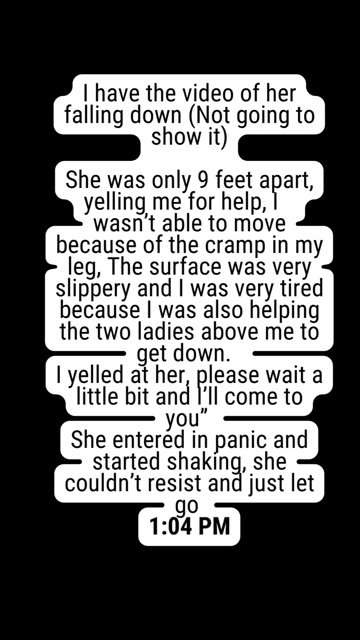 I have the video of her
falling down (Not going to
show it)
She was only 9 feet apart,
yelling me for help, I
wasn't able to move
because of the cramp in my
leg, The surface was very
slippery and I was very tired
because I was also helping
the two ladies above me to
get down.
I yelled at her, please wait a
little bit and I'll come to
you”
She entered in panic and
started shaking, she
couldn't resist and just let
go
1:04 PM